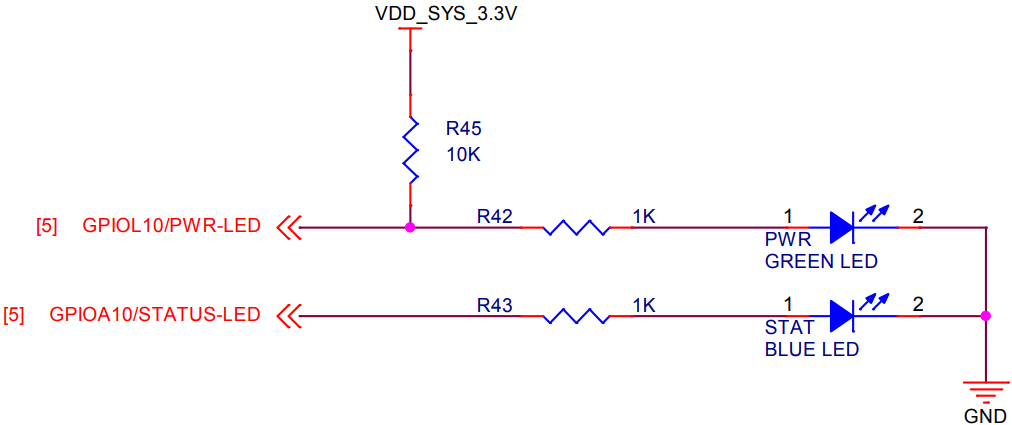 VDD_SYS_3.3V
R45
10K
[5] GPIOL10/PWR-LED
R42 1K
1 2
PWR
GREEN LED
[5] GPIOA10/STATUS-LED
R43 1K
1 2
STAT
BLUE LED
GND